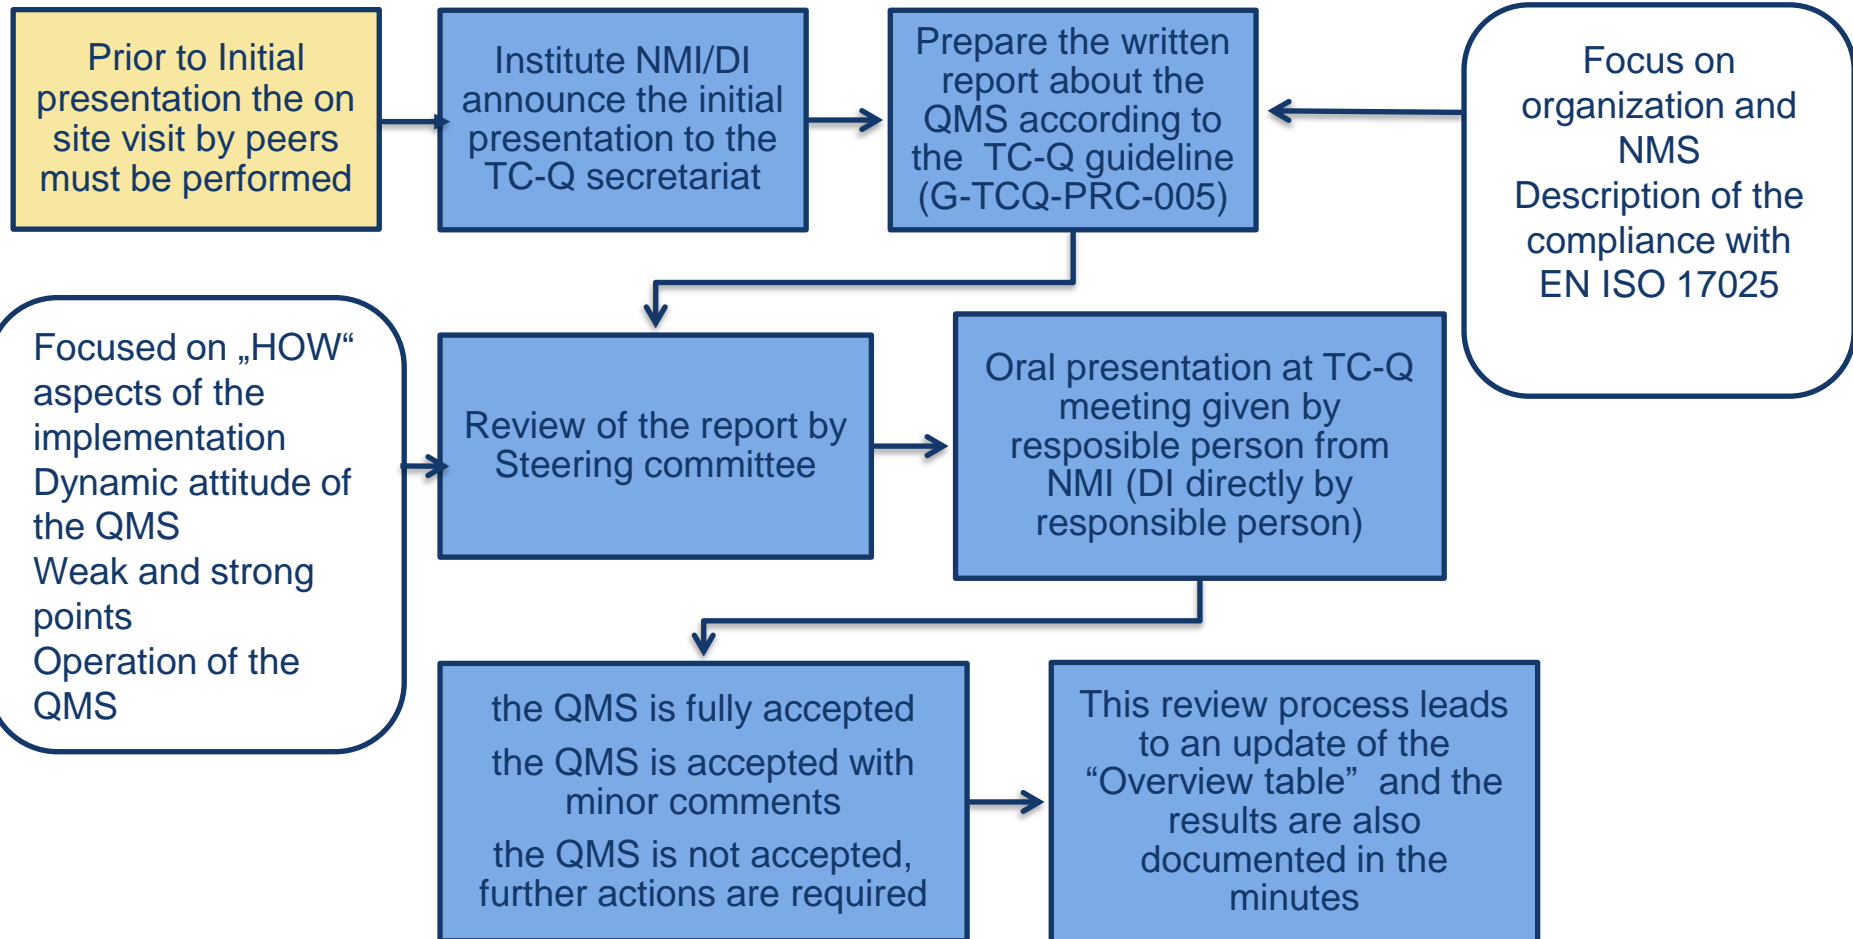 Prior to Initial
presentation the on
site visit by peers
must be performed
Institute NMI/DI
announce the initial
presentation to the
TC-Q secretariat
Prepare the written
report about the
QMS according to
the TC-Q guideline
(G-TCQ-PRC-005)
Focus on
organization and
NMS
Description of the
compliance with
EN ISO 17025
Focused on „HOW“
aspects of the
implementation
Dynamic attitude of
the QMS
Weak and strong
points
Operation of the
QMS
Review of the report by
Steering committee
Oral presentation at TC-Q
meeting given by
resposible person from
NMI (DI directly by
responsible person)
the QMS is fully accepted
the QMS is accepted with
minor comments
the QMS is not accepted,
further actions are required
This review process leads
to an update of the
“Overview table” and the
results are also
documented in the
minutes